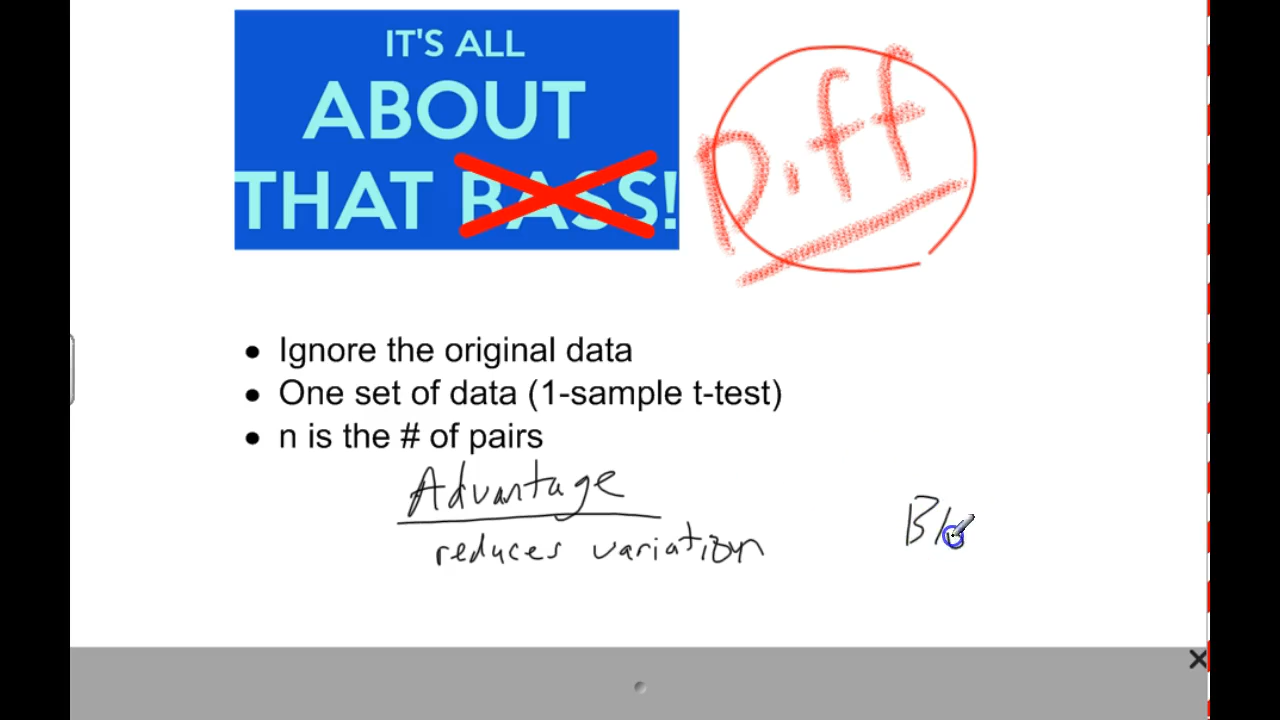 IT'S ALL
ABOUT
THAT BASS!
Diff
• Ignore the original data
• One set of data (1-sample t-test)
• n is the # of pairs
Advantage
reduces variation